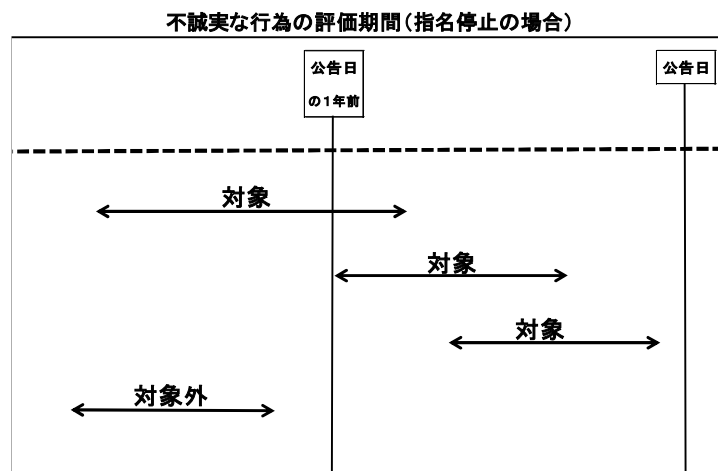 不誠実な行為の評価期間（指名停止の場合）
公告日
の１年前
公告日
対象
対象
対象
対象外